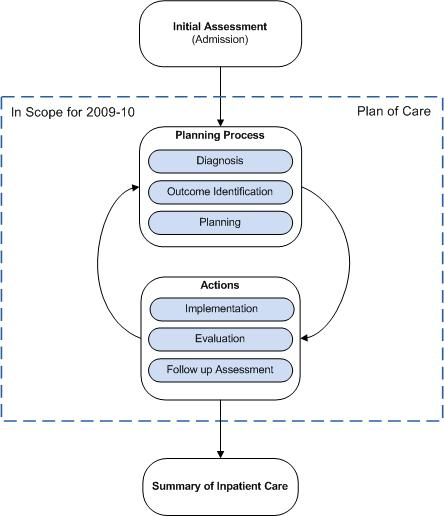 Initial Assessment
(Admission)
In Scope for 2009-10
Plan of Care
Planning Process
Diagnosis
Outcome Identification
Planning
Actions
Implementation
Evaluation
Follow up Assessment
Summary of Inpatient Care